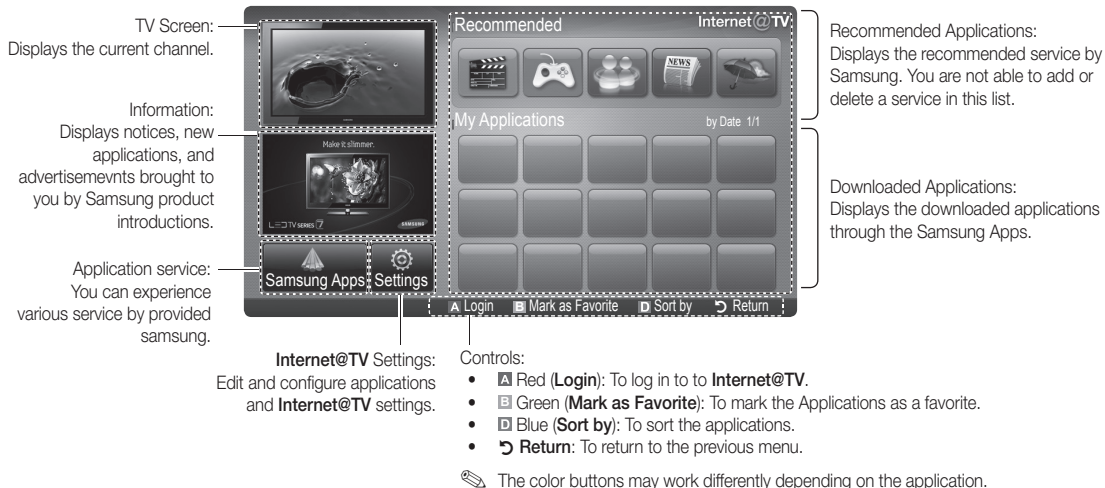 TV Screen:
Displays the current channel.
Information:
Displays notices, new
applications, and
advertisemevnts brought to
you by Samsung product
introductions.
Application service:
You can experience
various service by provided
samsung.
Internet@TV Settings:
Edit and configure applications
and Internet@TV settings.
Recommended
Internet@TV
NEWS
My Applications
by Date 1/1
Make it slimmer.
LED TV SERIES 7
SAMSUNG
Samsung Apps
Settings
A Login B Mark as Favorite D Sort by Return
Recommended Applications:
Displays the recommended service by
Samsung. You are not able to add or
delete a service in this list.
Downloaded Applications:
Displays the downloaded applications
through the Samsung Apps.
Controls:
• A Red (Login): To log in to to Internet@TV.
• B Green (Mark as Favorite): To mark the Applications as a favorite.
• D Blue (Sort by): To sort the applications.
• Return: To return to the previous menu.
The color buttons may work differently depending on the application.